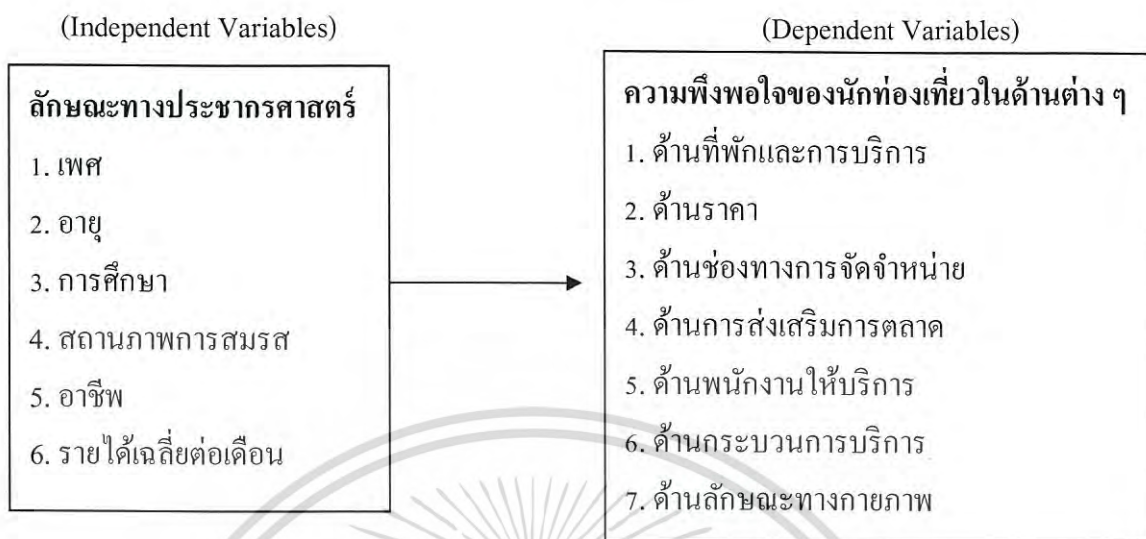 (Independent Variables)
ลักษณะทางประชากรศาสตร์
1. เพศ
2. อายุ
3. การศึกษา
4. สถานภาพการสมรส
5. อาชีพ
6. รายได้เฉลี่ยต่อเดือน
(Dependent Variables)
ความพึงพอใจของนักท่องเที่ยวในด้านต่าง ๆ
1. ด้านที่พักและการบริการ
2. ด้านราคา
3. ด้านช่องทางการจัดจำหน่าย
4. ด้านการส่งเสริมการตลาด
5. ด้านพนักงานให้บริการ
6. ด้านกระบวนการบริการ
7. ด้านลักษณะทางกายภาพ